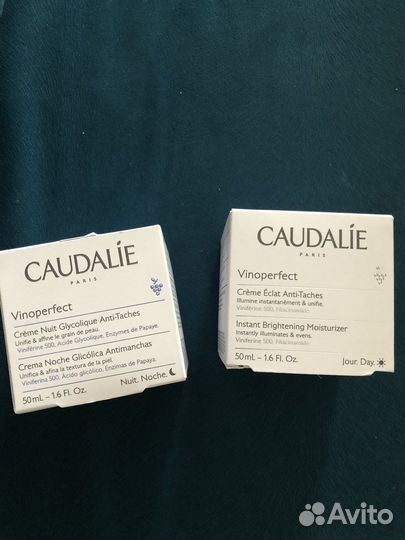 CAUDALÍE
PARIS
Vinoperfect
Crème Nuit Glycolique Anti-Taches
Unifie & affine le grain de peau.
Viniférine 500, Acide Glycolique, Enzymes de Papaye.
Crema Noche Glicólica Antimanchas
Unifica & afina la textura de la piel.
Viniferina 500, Ácido glicólico, Enzimas de Papaya.
50mL - 1.6 Fl. Oz.
Nuit. Noche.
CAUDALÍE
PARIS
Vinoperfect
Crème Éclat Anti-Taches
Illumine instantanément & unifie.
Viniférine 500, Niacinamide.
Instant Brightening Moisturizer
Instantly illuminates & evens.
Viniferine 500, Niacinamide.
50mL - 1.6 Fl. Oz.
Jour. Day.
Avito